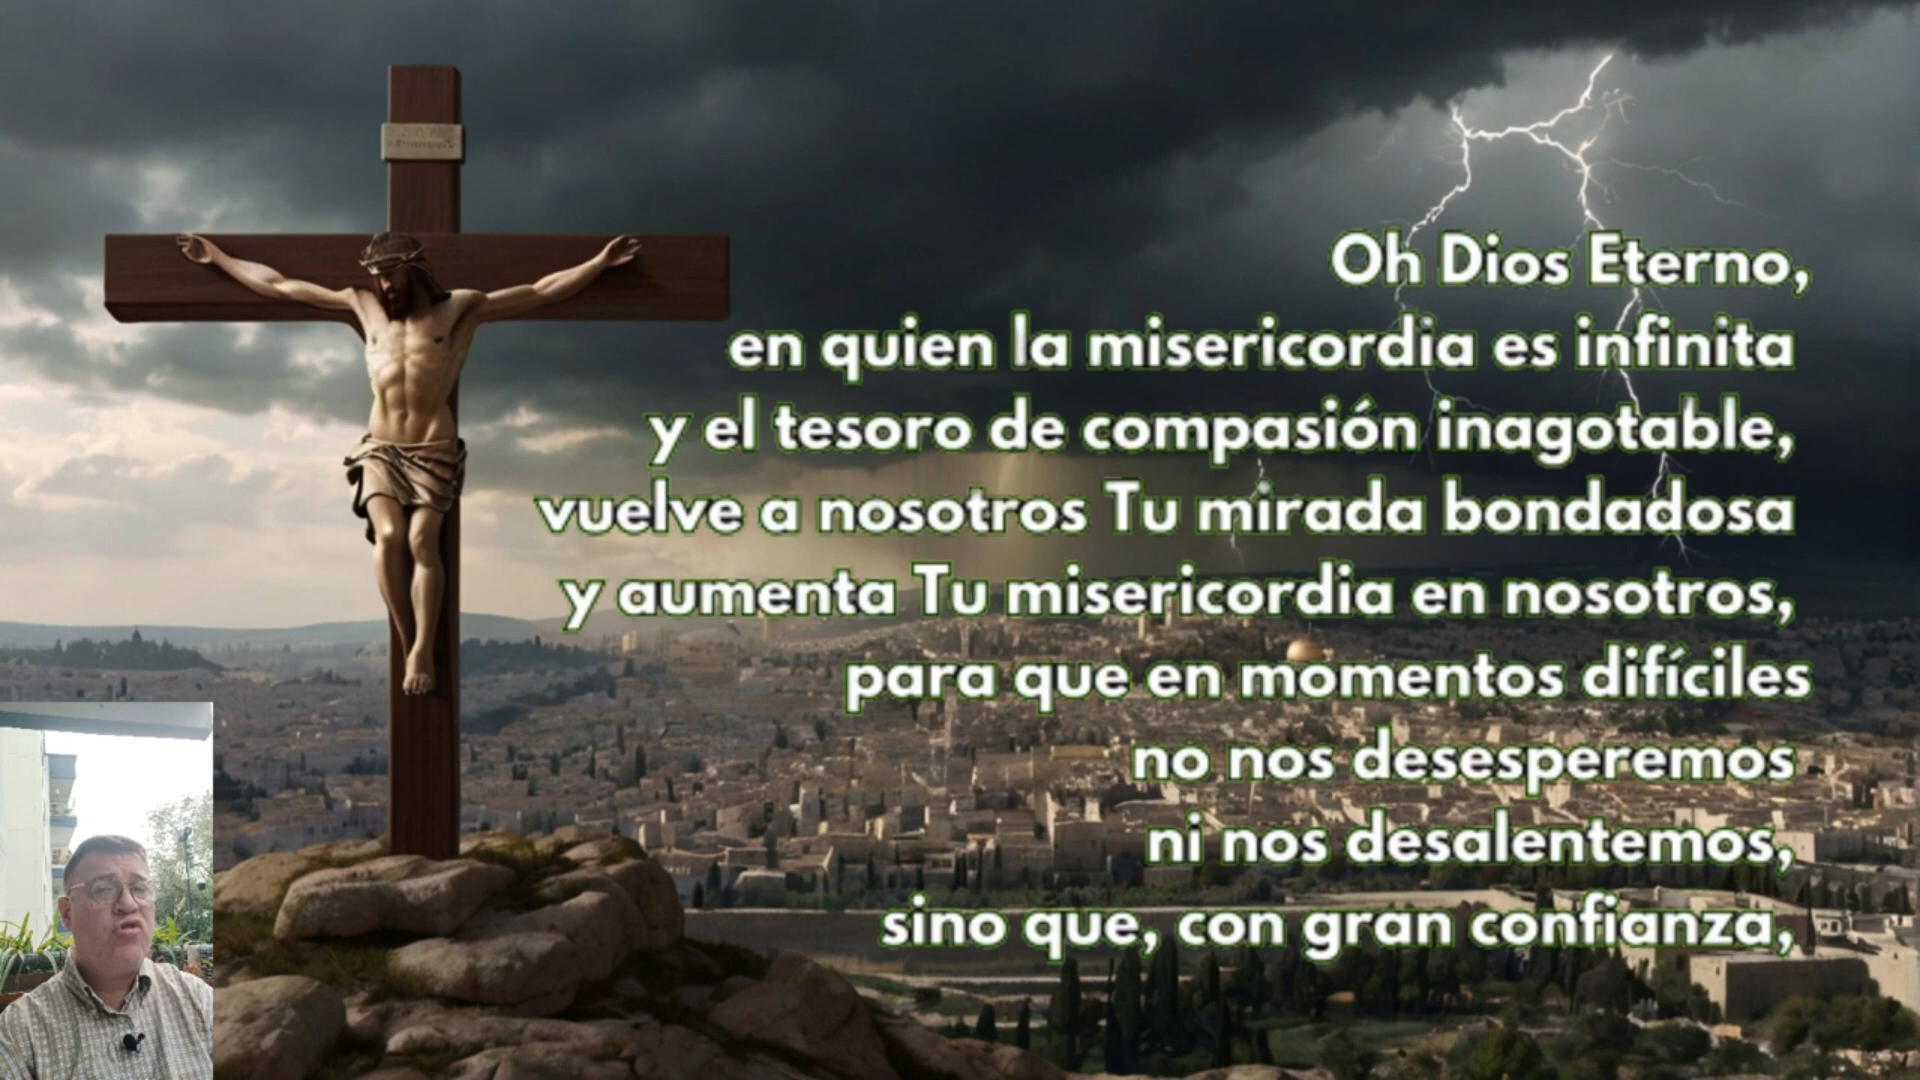 Oh Dios Eterno,
en quien la misericordia es infinita
y el tesoro de compasión inagotable,
vuelve a nosotros Tu mirada bondadosa
y aumenta Tu misericordia en nosotros,
para que en momentos difíciles
no nos desesperemos
ni nos desalentemos,
sino que, con gran confianza,